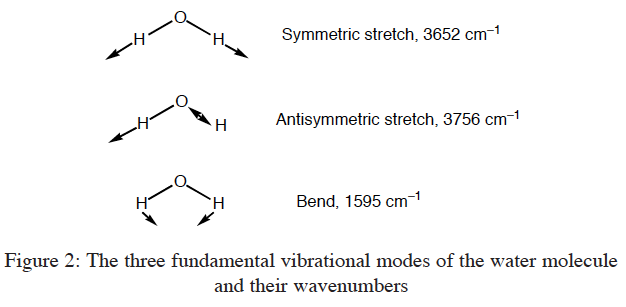 O
H H
Symmetric stretch, 3652 cm⁻¹
O
H H
Antisymmetric stretch, 3756 cm⁻¹
O
H H
Bend, 1595 cm⁻¹
Figure 2: The three fundamental vibrational modes of the water molecule
and their wavenumbers